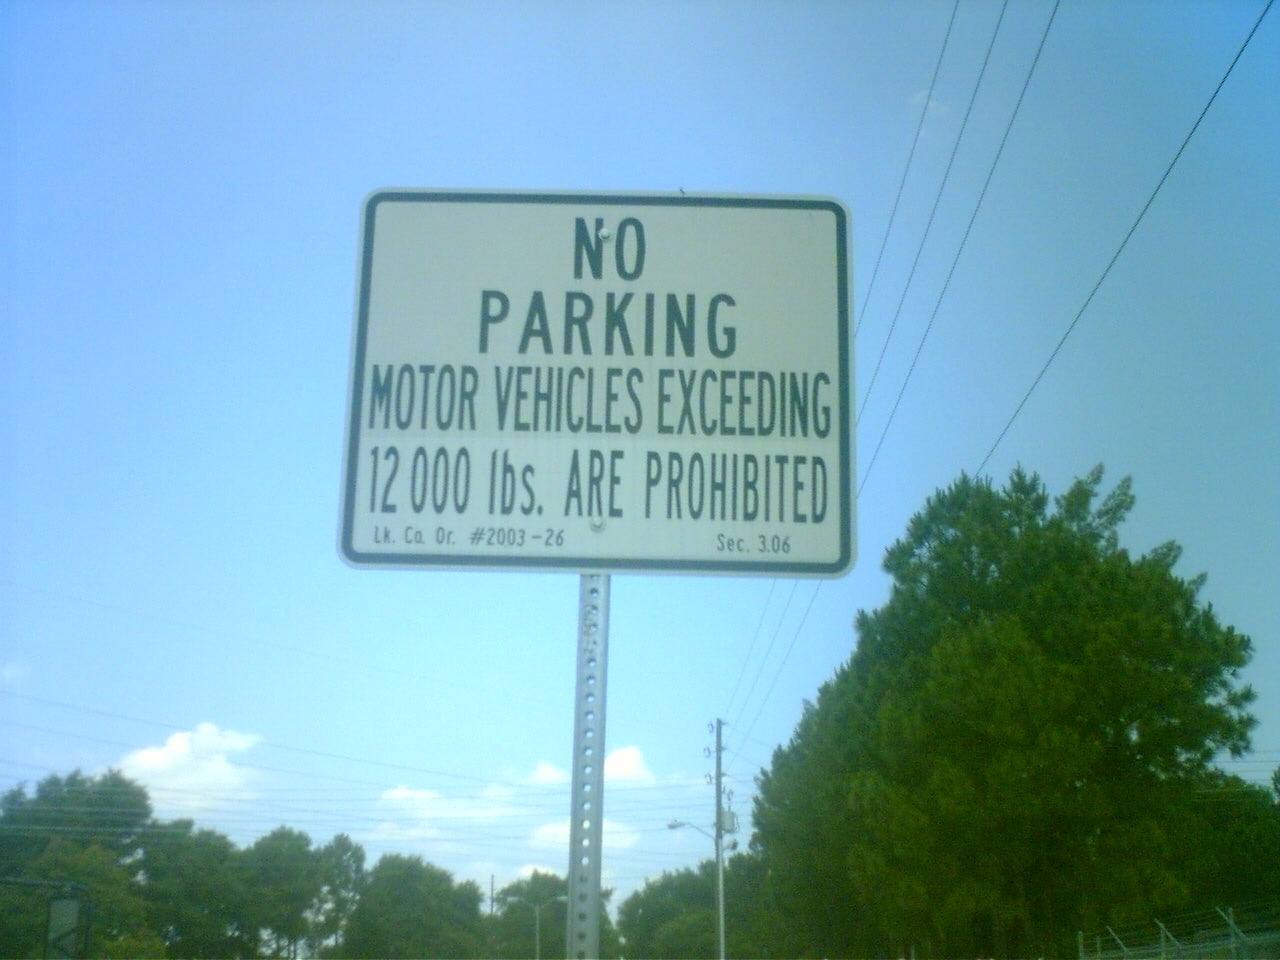 NO
PARKING
MOTOR VEHICLES EXCEEDING
12 000 lbs. ARE PROHIBITED
Lk. Co. Or. #2003-26 Sec. 3.06